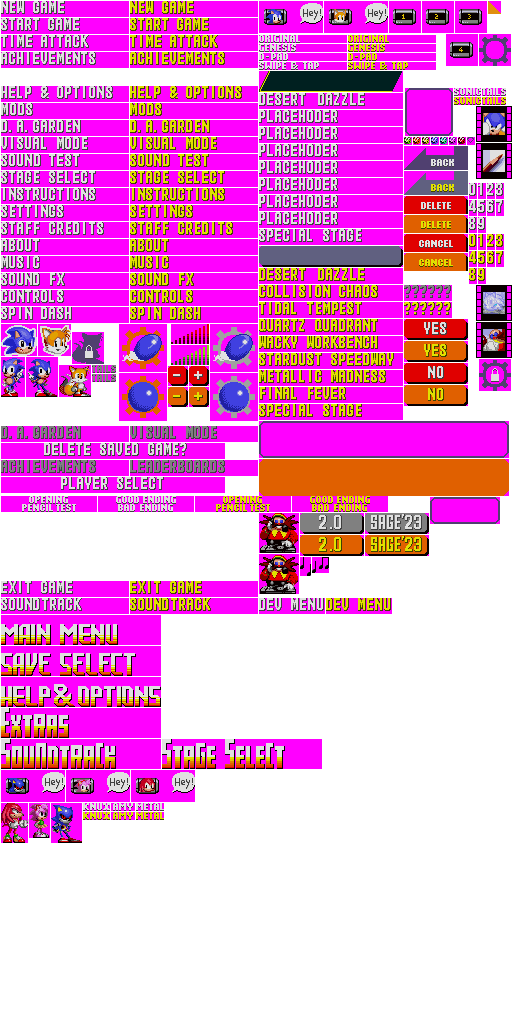 NEW GAME NEW GAME
START GAME START GAME
TIME ATTACK TIME ATTACK
ACHIEVEMENTS ACHIEVEMENTS
HELP & OPTIONS HELP & OPTIONS
MODS MODS
D. A. GARDEN D. A. GARDEN
VISUAL MODE VISUAL MODE
SOUND TEST SOUND TEST
STAGE SELECT STAGE SELECT
INSTRUCTIONS INSTRUCTIONS
SETTINGS SETTINGS
STAFF CREDITS STAFF CREDITS
ABOUT ABOUT
MUSIC MUSIC
SOUND FX SOUND FX
CONTROLS CONTROLS
SPIN DASH SPIN DASH
Hey! Hey! 1 2 3
4
ORIGINAL ORIGINAL
GENESIS GENESIS
D-PAD D-PAD
SWIPE & TAP SWIPE & TAP
DESERT DAZZLE
PLACEHODER
PLACEHODER
PLACEHODER
PLACEHODER
PLACEHODER
PLACEHODER
PLACEHODER
SPECIAL STAGE
DESERT DAZZLE
COLLISION CHAOS
TIDAL TEMPEST
QUARTZ QUADRANT
WACKY WORKBENCH
STARDUST SPEEDWAY
METALLIC MADNESS
FINAL FEVER
SPECIAL STAGE
SONIC TAILS
SONIC TAILS
BACK
BACK
DELETE
DELETE
CANCEL
CANCEL
0123
4567
89
0123
4567
89
??????
??????
YES
YES
NO
NO
TAILS
TAILS
− +
− +
D. A. GARDEN VISUAL MODE
DELETE SAVED GAME?
ACHIEVEMENTS LEADERBOARDS
PLAYER SELECT
OPENING GOOD ENDING OPENING GOOD ENDING
PENCIL TEST BAD ENDING PENCIL TEST BAD ENDING
2.0 SAGE'23
2.0 SAGE'23
EXIT GAME EXIT GAME
SOUNDTRACK SOUNDTRACK DEV MENU DEV MENU
MAIN MENU
SAVE SELECT
HELP & OPTIONS
EXTRAS
SOUNDTRACK STAGE SELECT
Hey! Hey! Hey!
KNUX AMY METAL
KNUX AMY METAL